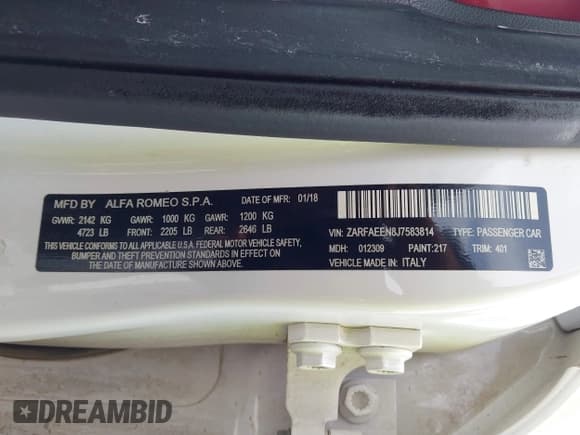 MFD BY ALFA ROMEO S.P.A. DATE OF MFR: 01/18
GVWR: 2142 KG GAWR: 1000 KG GAWR: 1200 KG
4723 LB FRONT: 2205 LB REAR: 2646 LB
THIS VEHICLE CONFORMS TO ALL APPLICABLE U.S.A. FEDERAL MOTOR VEHICLE SAFETY,
BUMPER AND THEFT PREVENTION STANDARDS IN EFFECT ON THE DATE OF
MANUFACTURE SHOWN ABOVE.
VIN: ZARFAEEN8J7583814 TYPE: PASSENGER CAR
MDH: 012309 PAINT:217 TRIM: 401
VEHICLE MADE IN: ITALY
DREAMBID